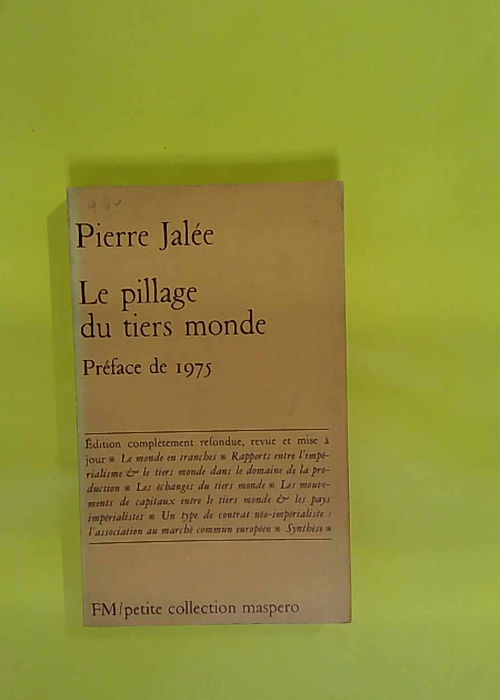 Pierre Jalée
Le pillage
du tiers monde
Préface de 1975
Édition complètement refondue, revue et mise à
jour * Le monde en tranches * Rapports entre l'impé-
rialisme & le tiers monde dans le domaine de la pro-
duction * Les échanges du tiers monde * Les mouve-
ments de capitaux entre le tiers monde & les pays
impérialistes * Un type de contrat néo-impérialiste :
l'association au marché commun européen * Synthèse *
FM/petite collection maspero